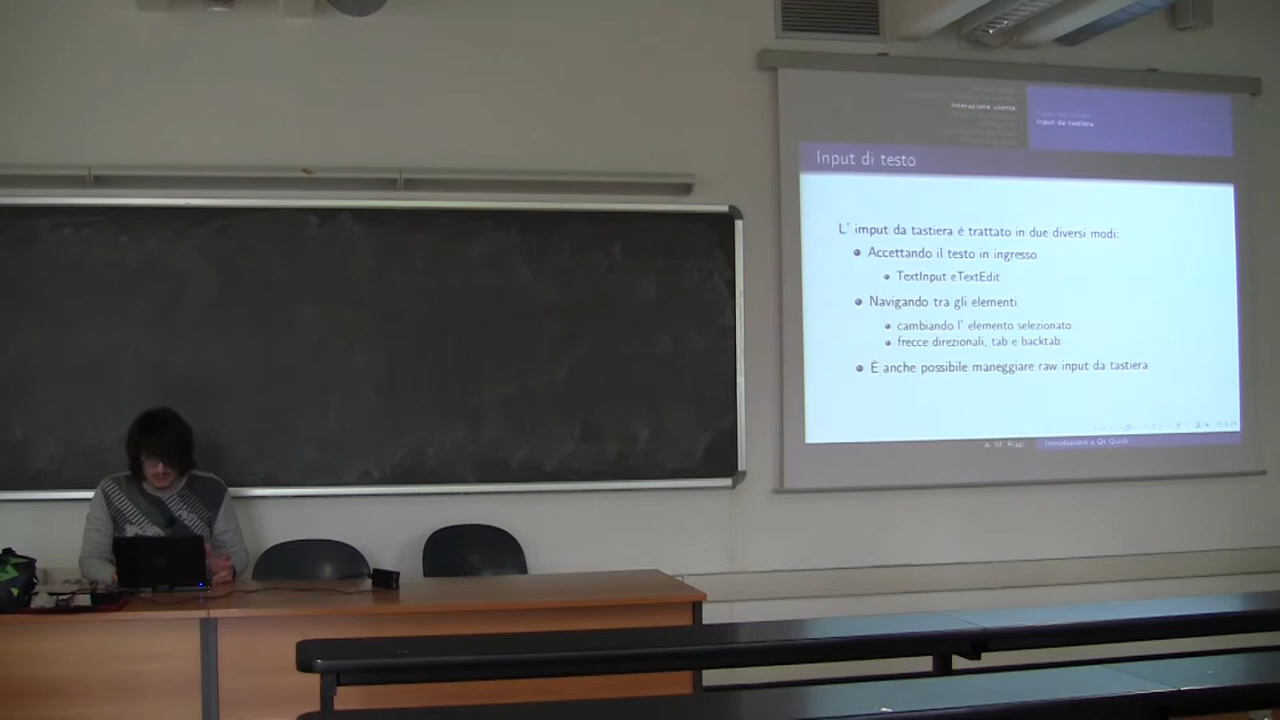 Interazione utente
Input da tastiera
Input di testo
L' imput da tastiera è trattato in due diversi modi:
Accettando il testo in ingresso
TextInput eTextEdit
Navigando tra gli elementi
cambiando l' elemento selezionato
frecce direzionali, tab e backtab
È anche possibile maneggiare raw input da tastiera
Introduzione a Qt Quick